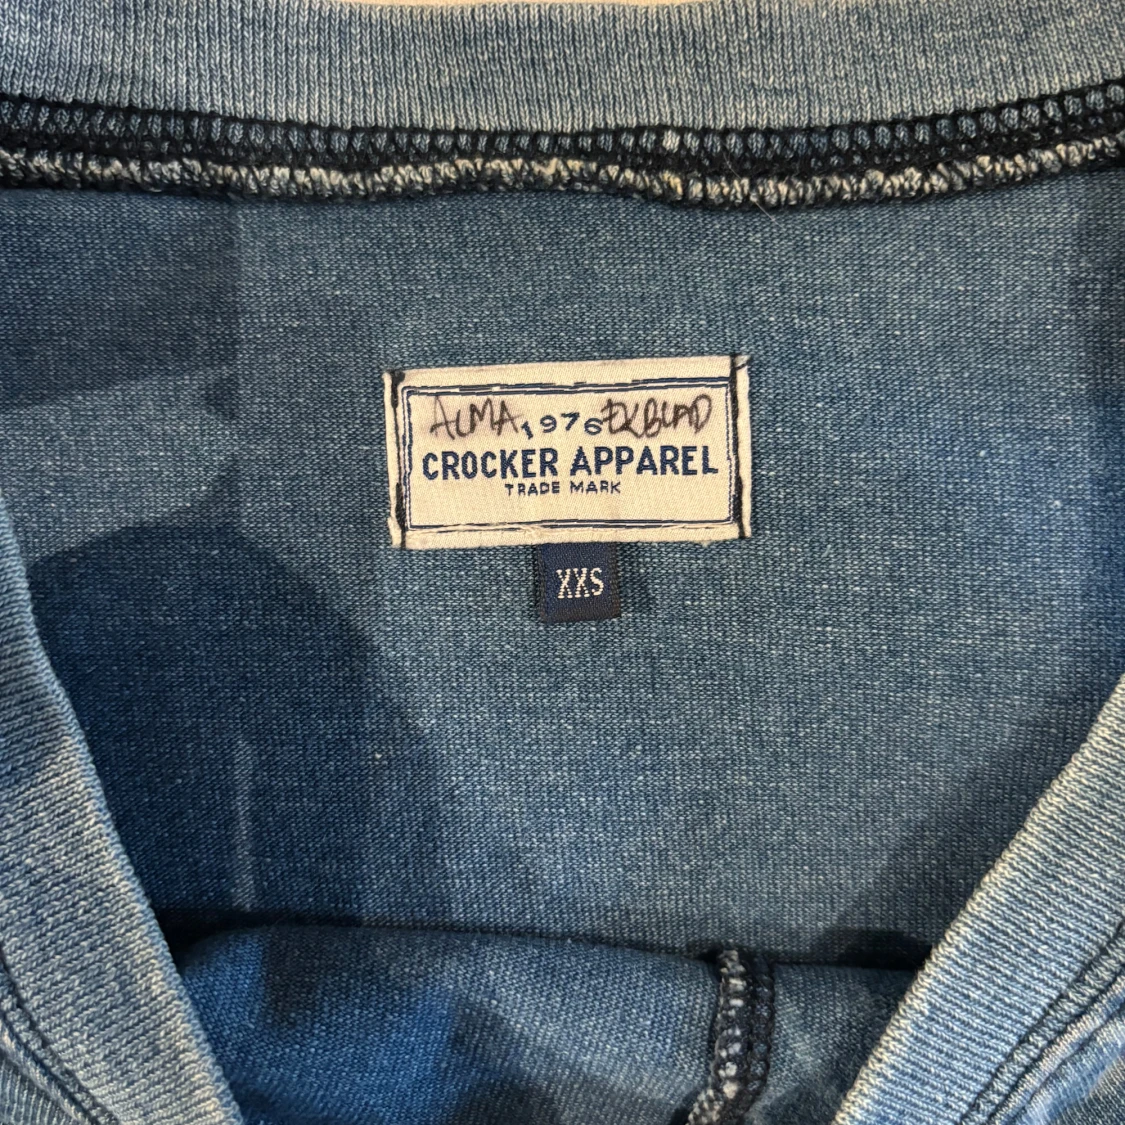 ALMA 1976 EKBLAD
CROCKER APPAREL
TRADE MARK
XXS